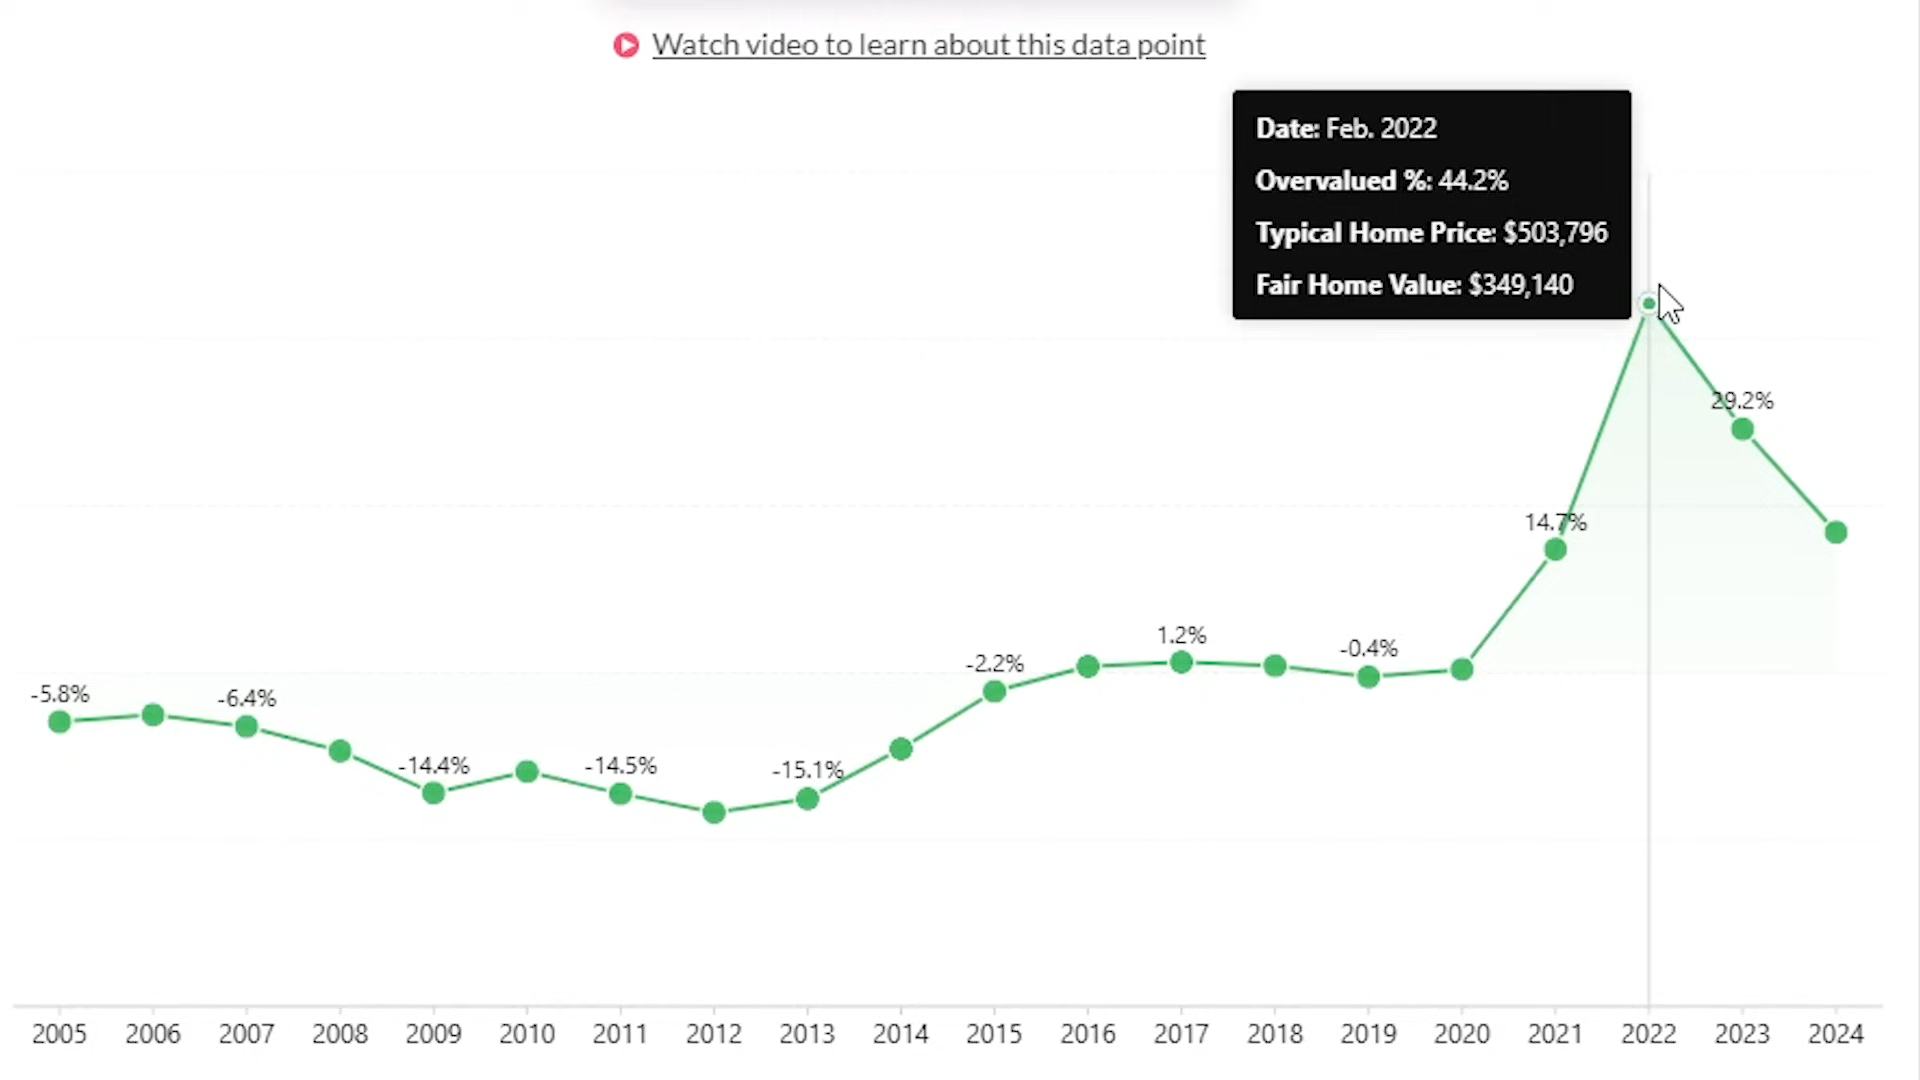 Watch video to learn about this data point
Date: Feb. 2022
Overvalued %: 44.2%
Typical Home Price: $503,796
Fair Home Value: $349,140
29.2%
14.7%
1.2%
-0.4%
-2.2%
-5.8%
-6.4%
-14.4%
-14.5%
-15.1%
2005 2006 2007 2008 2009 2010 2011 2012 2013 2014 2015 2016 2017 2018 2019 2020 2021 2022 2023 2024